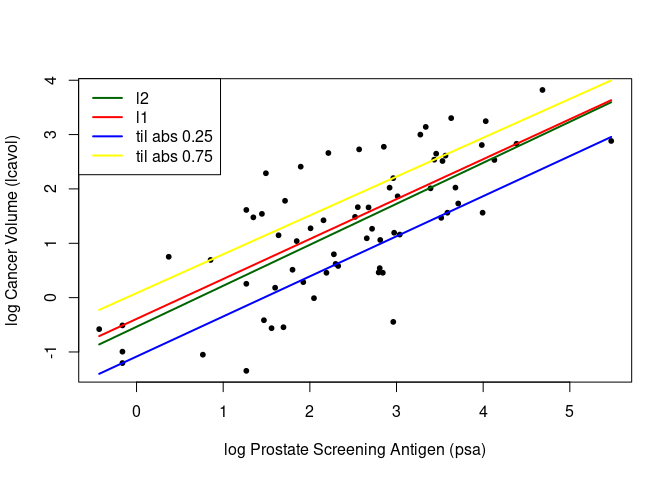 l2
l1
til abs 0.25
til abs 0.75
log Cancer Volume (lcavol)
4
3
2
1
0
-1
0 1 2 3 4 5
log Prostate Screening Antigen (psa)